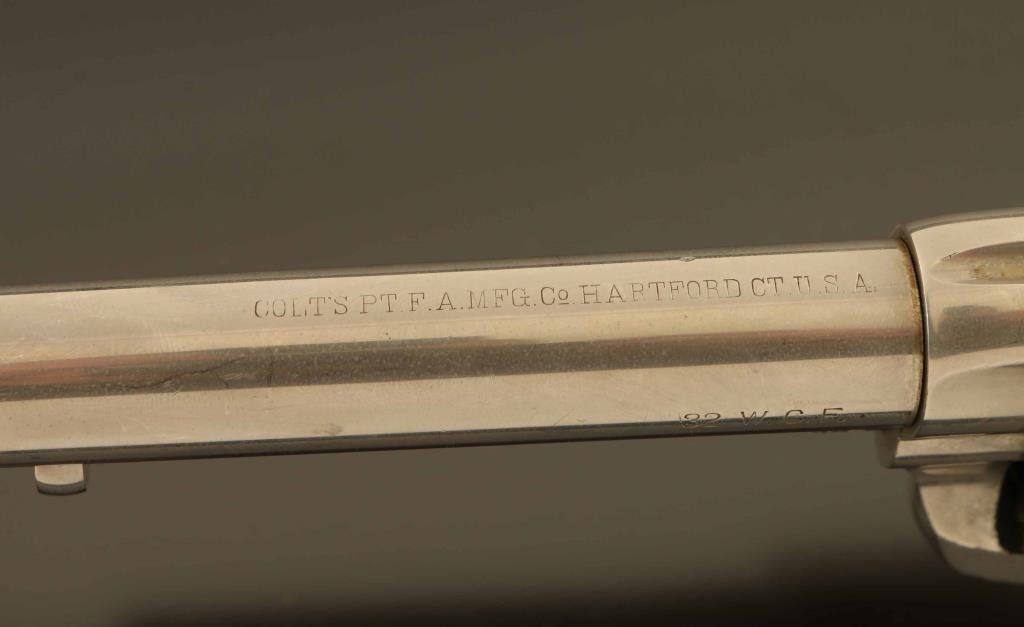 COLT'S PT. F. A. MFG. Co. HARTFORD CT. U. S. A.
32 W. C. F.